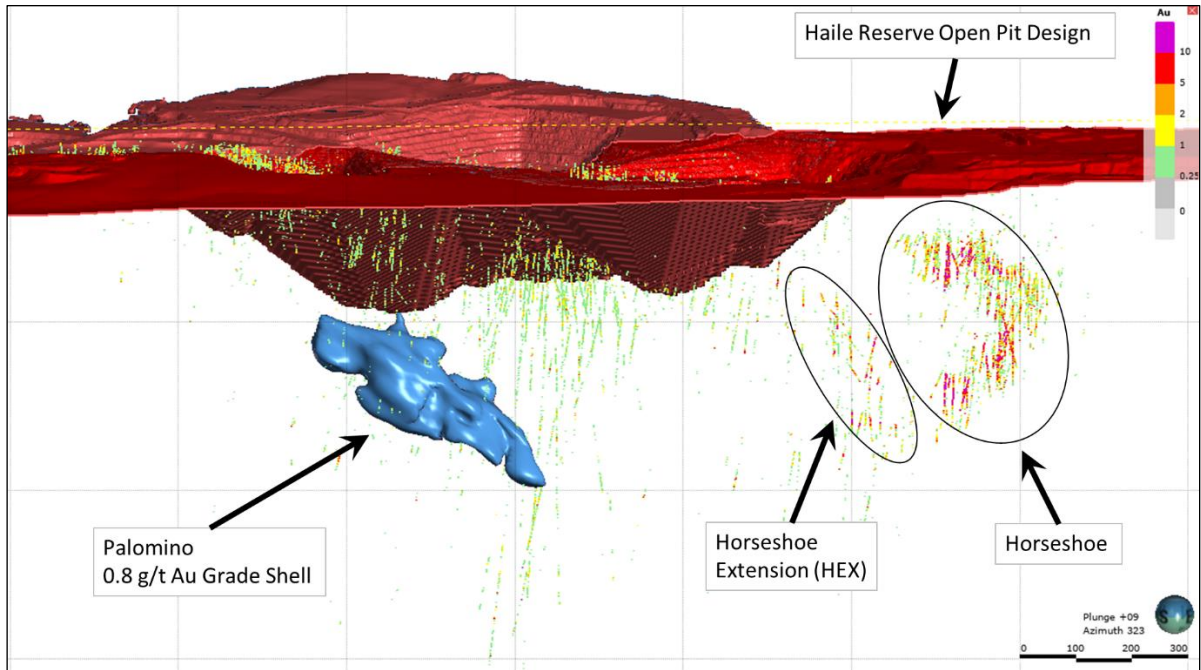 Haile Reserve Open Pit Design
Au
10
5
2
1
0.25
0
Palomino
0.8 g/t Au Grade Shell
Horseshoe
Extension (HEX)
Horseshoe
Plunge +09
Azimuth 323
S E
0 100 200 300